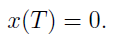 x(T) = 0.